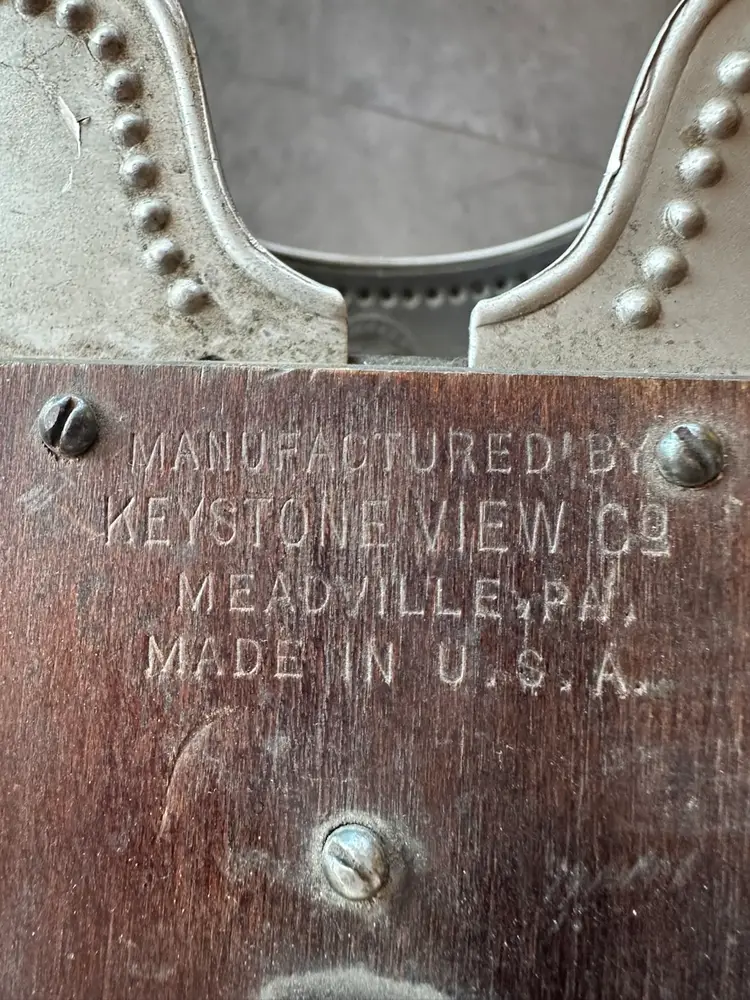 MANUFACTURED BY
KEYSTONE VIEW Co
MEADVILLE, PA.
MADE IN U.S.A.